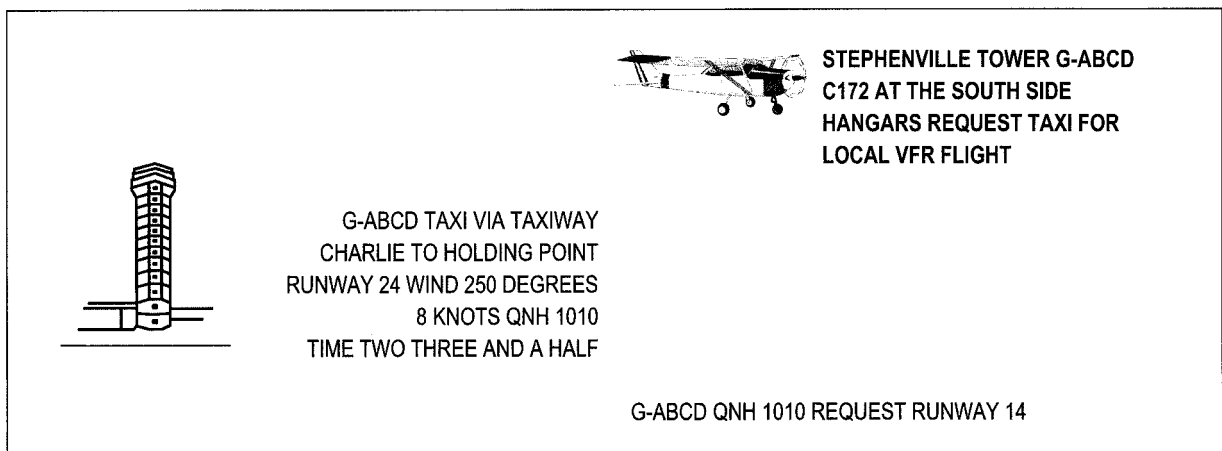 STEPHENVILLE TOWER G-ABCD
C172 AT THE SOUTH SIDE
HANGARS REQUEST TAXI FOR
LOCAL VFR FLIGHT
G-ABCD TAXI VIA TAXIWAY
CHARLIE TO HOLDING POINT
RUNWAY 24 WIND 250 DEGREES
8 KNOTS QNH 1010
TIME TWO THREE AND A HALF
G-ABCD QNH 1010 REQUEST RUNWAY 14